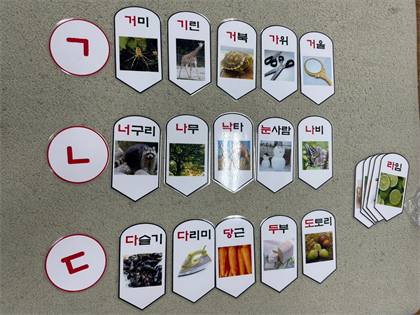 ㄱ
거미
기린
거북
가위
거울
ㄴ
너구리
나무
낙타
눈사람
나비
라임
ㄷ
다슬기
다리미
당근
두부
도토리